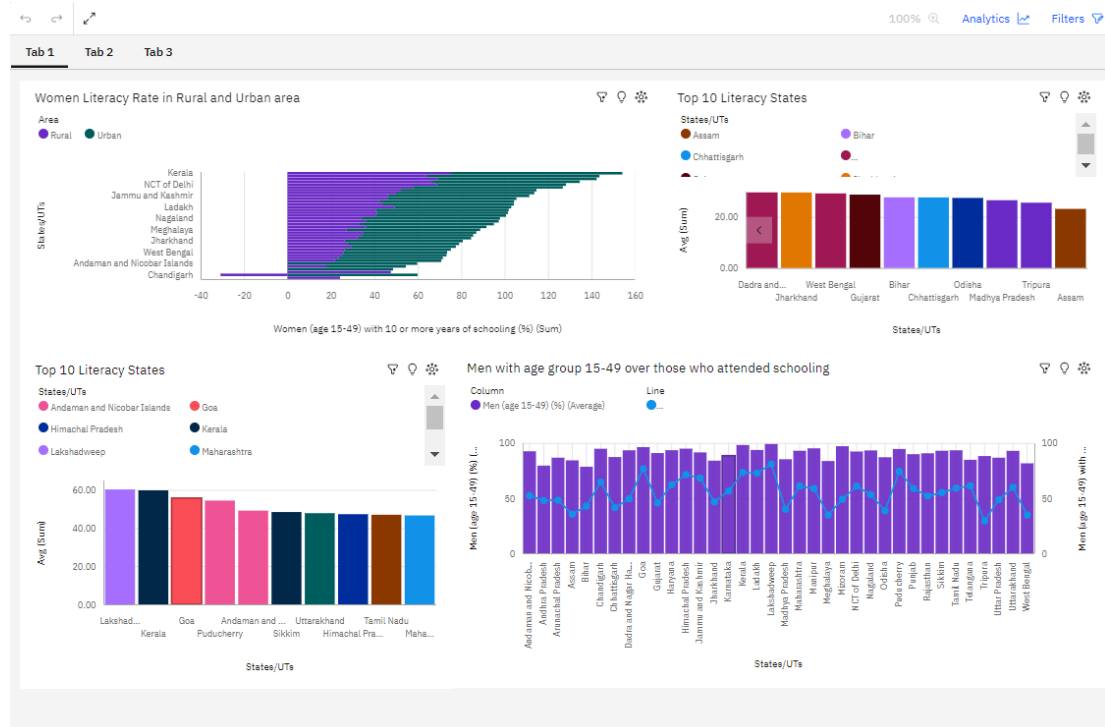 100% Analytics Filters
Tab 1 Tab 2 Tab 3
Women Literacy Rate in Rural and Urban area
Area
Rural Urban
States/UTs
Kerala
NCT of Delhi
Jammu and Kashmir
Ladakh
Nagaland
Meghalaya
Jharkhand
West Bengal
Andaman and Nicobar Islands
Chandigarh
-40 -20 0 20 40 60 80 100 120 140 160
Women (age 15-49) with 10 or more years of schooling (%) (Sum)
Top 10 Literacy States
States/UTs
Assam Bihar
Chhattisgarh ...
Avg (Sum)
20.00
0.00
Dadra and... West Bengal Bihar Odisha Tripura
Jharkhand Gujarat Chhattisgarh Madhya Pradesh Assam
States/UTs
Top 10 Literacy States
States/UTs
Andaman and Nicobar Islands Goa
Himachal Pradesh Kerala
Lakshadweep Maharashtra
Avg (Sum)
60.00
40.00
20.00
0.00
Lakshad... Goa Andaman and ... Uttarakhand Tamil Nadu
Kerala Puducherry Sikkim Himachal Pra... Maha...
States/UTs
Men with age group 15-49 over those who attended schooling
Column Line
Men (age 15-49) (%) (Average) ...
Men (age 15-49) (%) (...
100
50
0
100
50
0
Men (age 15-49) with ...
Andaman and Nicob...
Andhra Pradesh
Arunachal Pradesh
Assam
Bihar
Chandigarh
Chhattisgarh
Dadra and Nagar Ha...
Goa
Gujarat
Haryana
Himachal Pradesh
Jammu and Kashmir
Jharkhand
Karnataka
Kerala
Ladakh
Lakshadweep
Madhya Pradesh
Maharashtra
Manipur
Meghalaya
Mizoram
NCT of Delhi
Nagaland
Odisha
Puducherry
Punjab
Rajasthan
Sikkim
Tamil Nadu
Telangana
Tripura
Uttar Pradesh
Uttarakhand
West Bengal
States/UTs